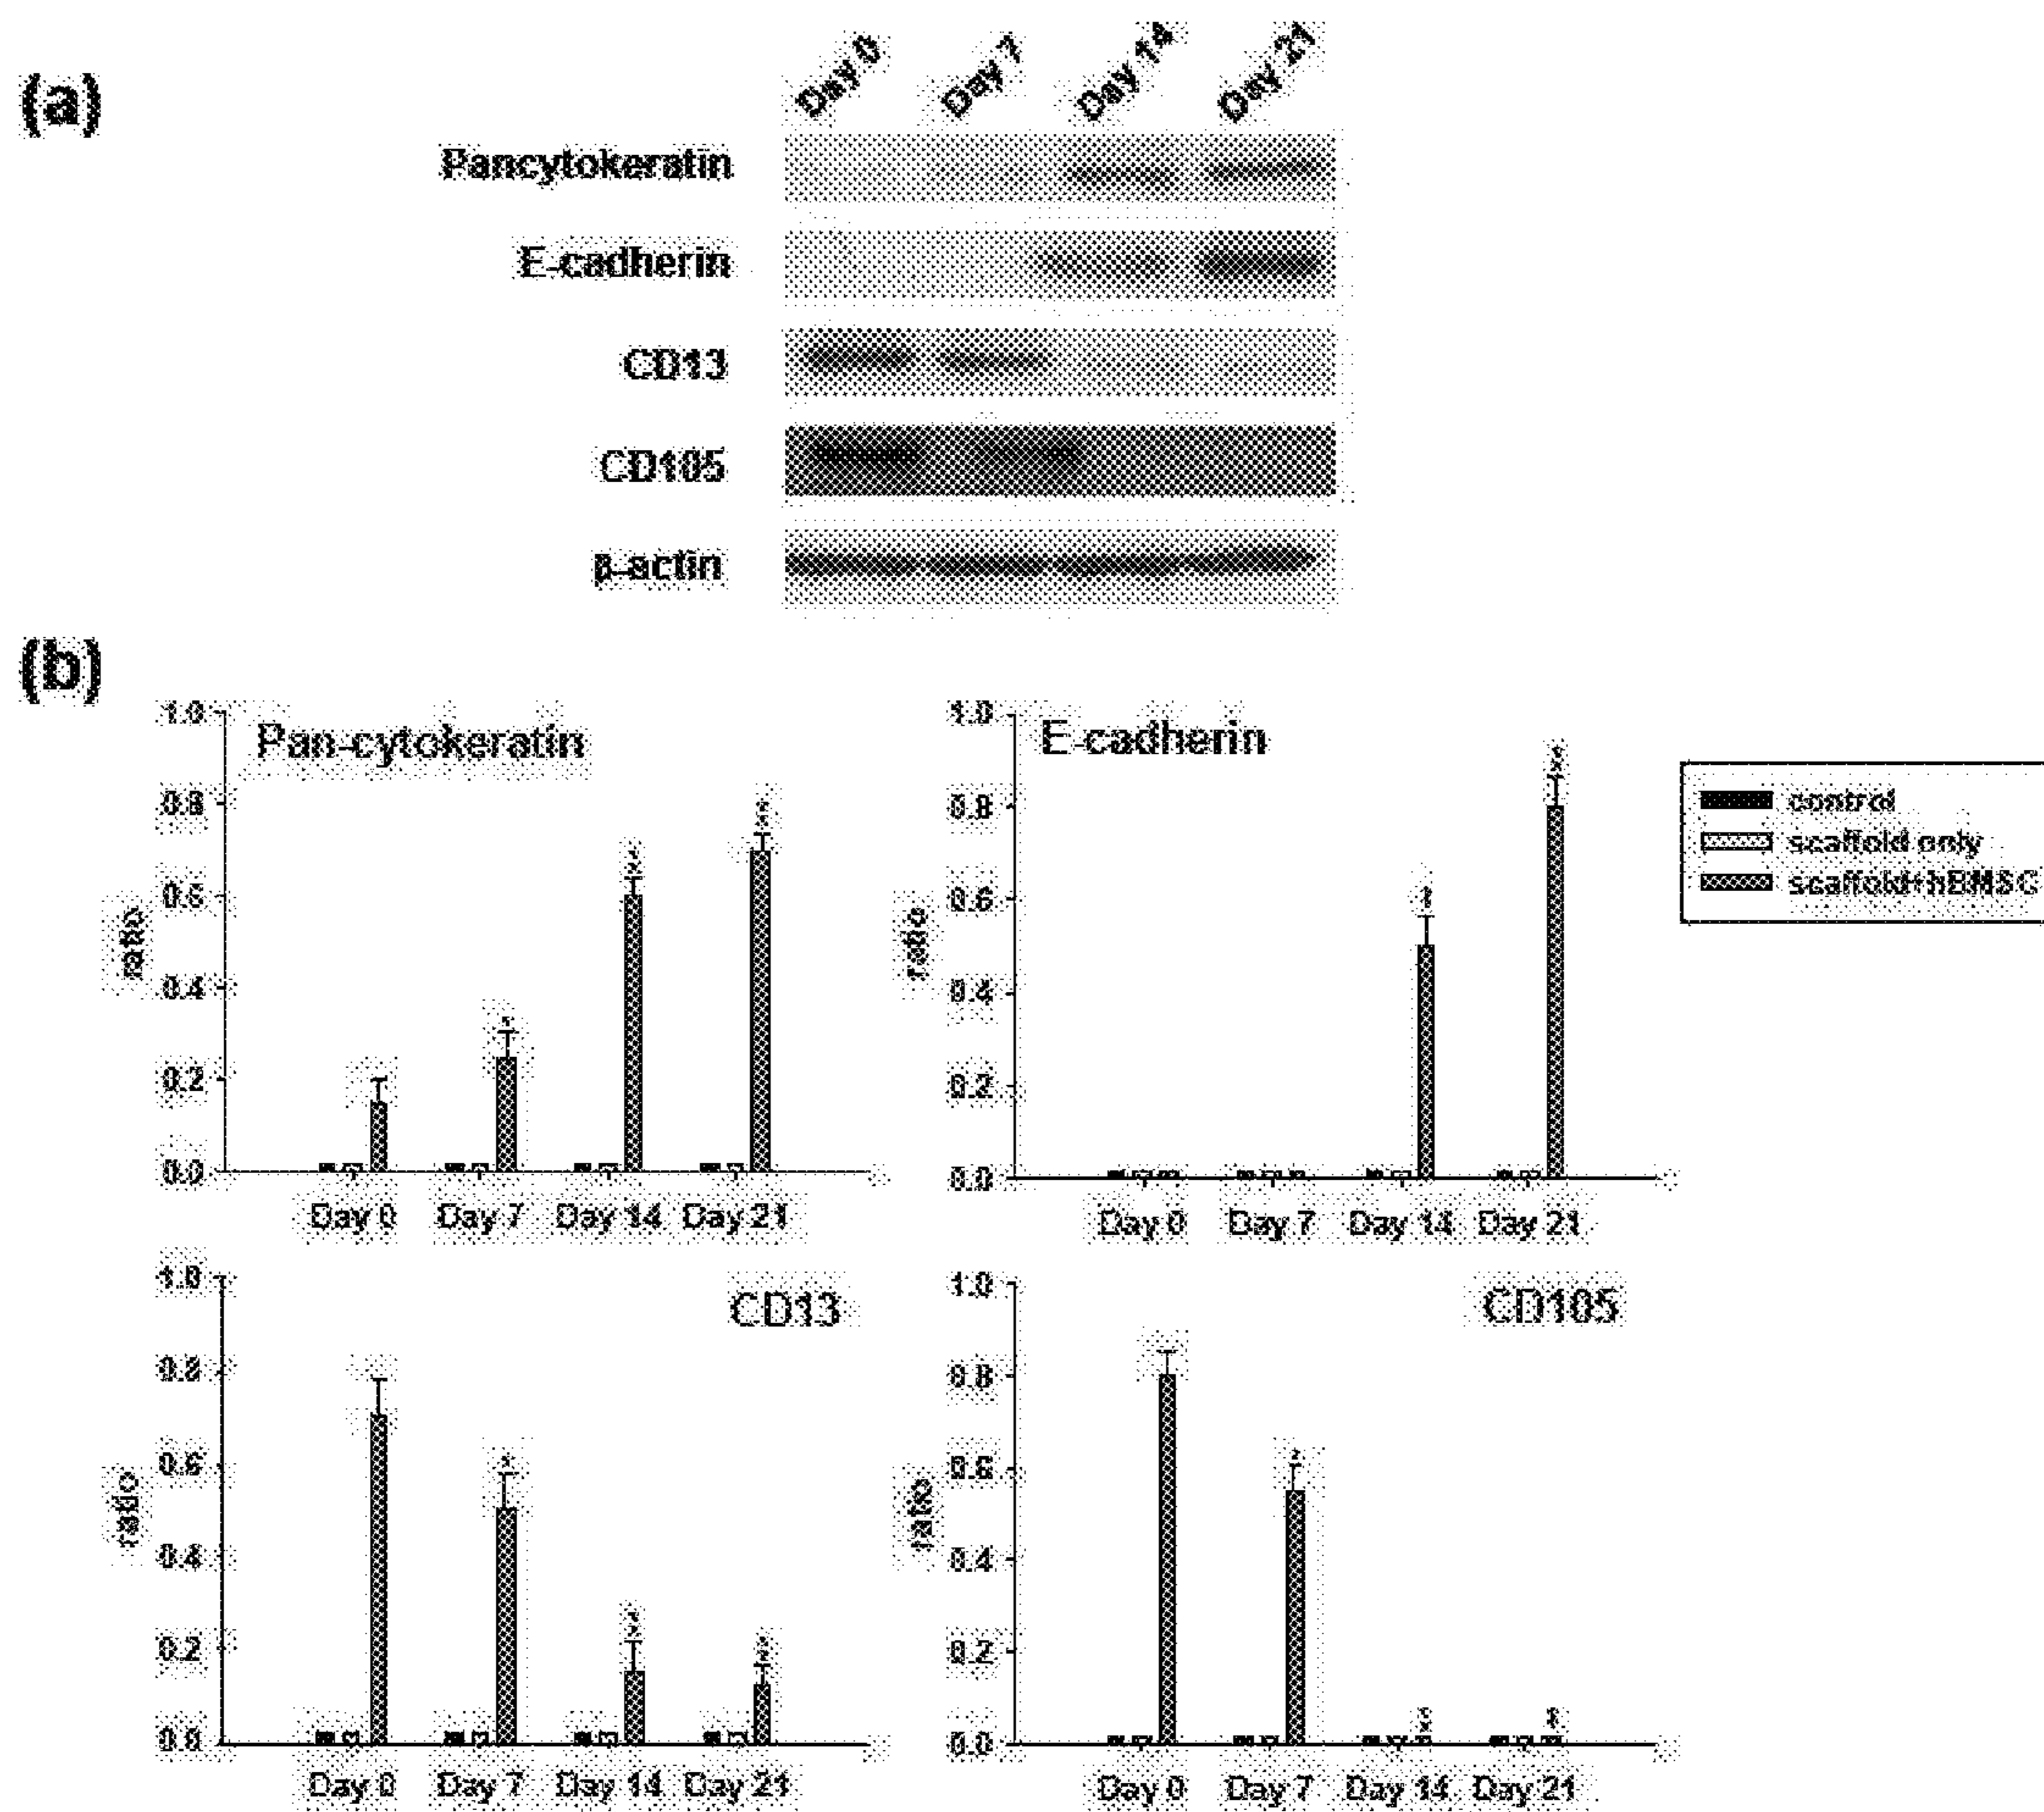 (a)
Day 0 Day 7 Day 14 Day 21
Pancytokeratin
E-cadherin
CD13
CD105
β-actin
(b)
Pan-cytokeratin
1.0
0.8
0.6
0.4
0.2
0.0
ratio
Day 0 Day 7 Day 14 Day 21
E-cadherin
1.0
0.8
0.6
0.4
0.2
0.0
ratio
Day 0 Day 7 Day 14 Day 21
control
scaffold only
scaffold+hBMSC
CD13
1.0
0.8
0.6
0.4
0.2
0.0
ratio
Day 0 Day 7 Day 14 Day 21
CD105
1.0
0.8
0.6
0.4
0.2
0.0
ratio
Day 0 Day 7 Day 14 Day 21